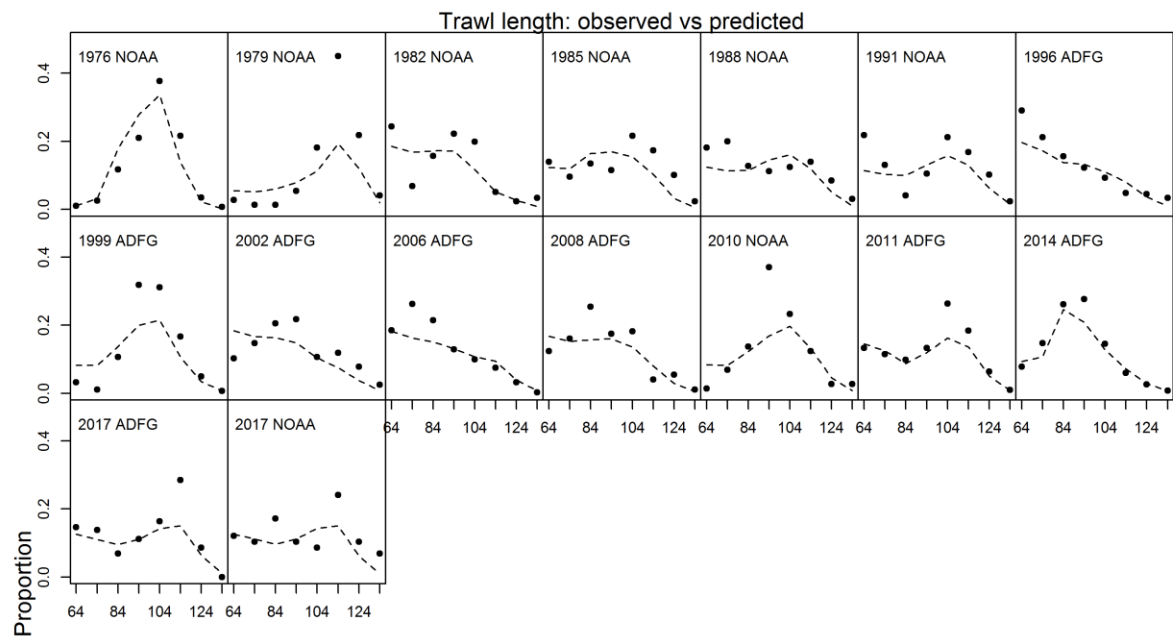 Trawl length: observed vs predicted
1976 NOAA 1979 NOAA 1982 NOAA 1985 NOAA 1988 NOAA 1991 NOAA 1996 ADFG
0.4
0.2
0.0
1999 ADFG 2002 ADFG 2006 ADFG 2008 ADFG 2010 NOAA 2011 ADFG 2014 ADFG
0.4
0.2
0.0
64 84 104 124 64 84 104 124 64 84 104 124 64 84 104 124 64 84 104 124
2017 ADFG 2017 NOAA
0.4
0.2
0.0
64 84 104 124 64 84 104 124
Proportion